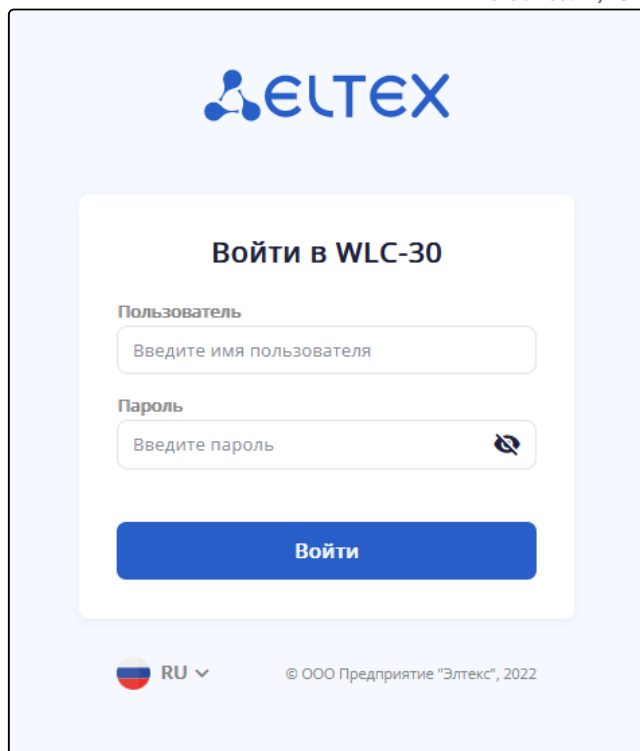 ELTEX
Войти в WLC-30
Пользователь
Введите имя пользователя
Пароль
Введите пароль
Войти
RU
© ООО Предприятие "Элтекс", 2022